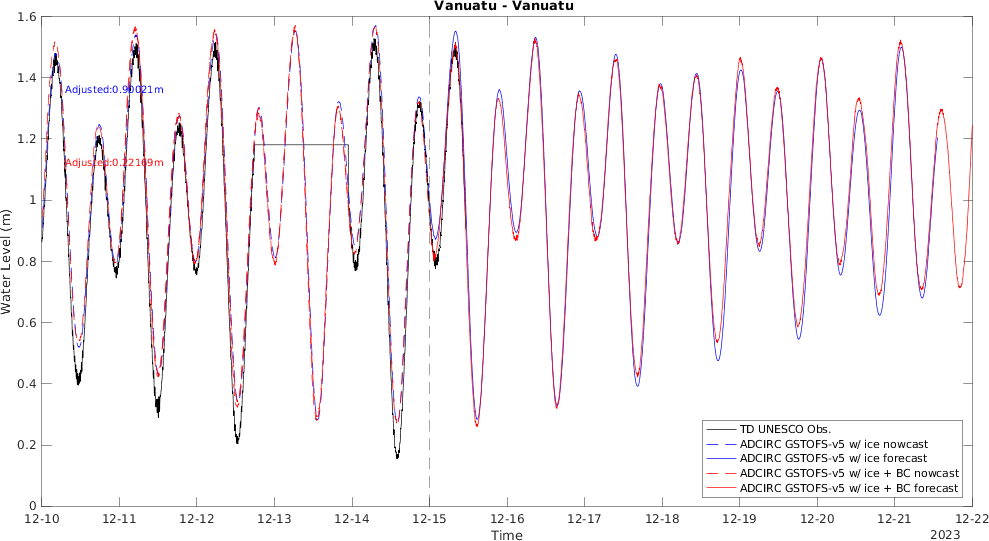 Vanuatu - Vanuatu
1.6
1.4
1.2
1
0.8
0.6
0.4
0.2
0
Water Level (m)
Adjusted:0.90021m
Adjusted:0.22169m
TD UNESCO Obs.
ADCIRC GSTOFS-v5 w/ ice nowcast
ADCIRC GSTOFS-v5 w/ ice forecast
ADCIRC GSTOFS-v5 w/ ice + BC nowcast
ADCIRC GSTOFS-v5 w/ ice + BC forecast
12-10 12-11 12-12 12-13 12-14 12-15 12-16 12-17 12-18 12-19 12-20 12-21 12-22
Time
2023